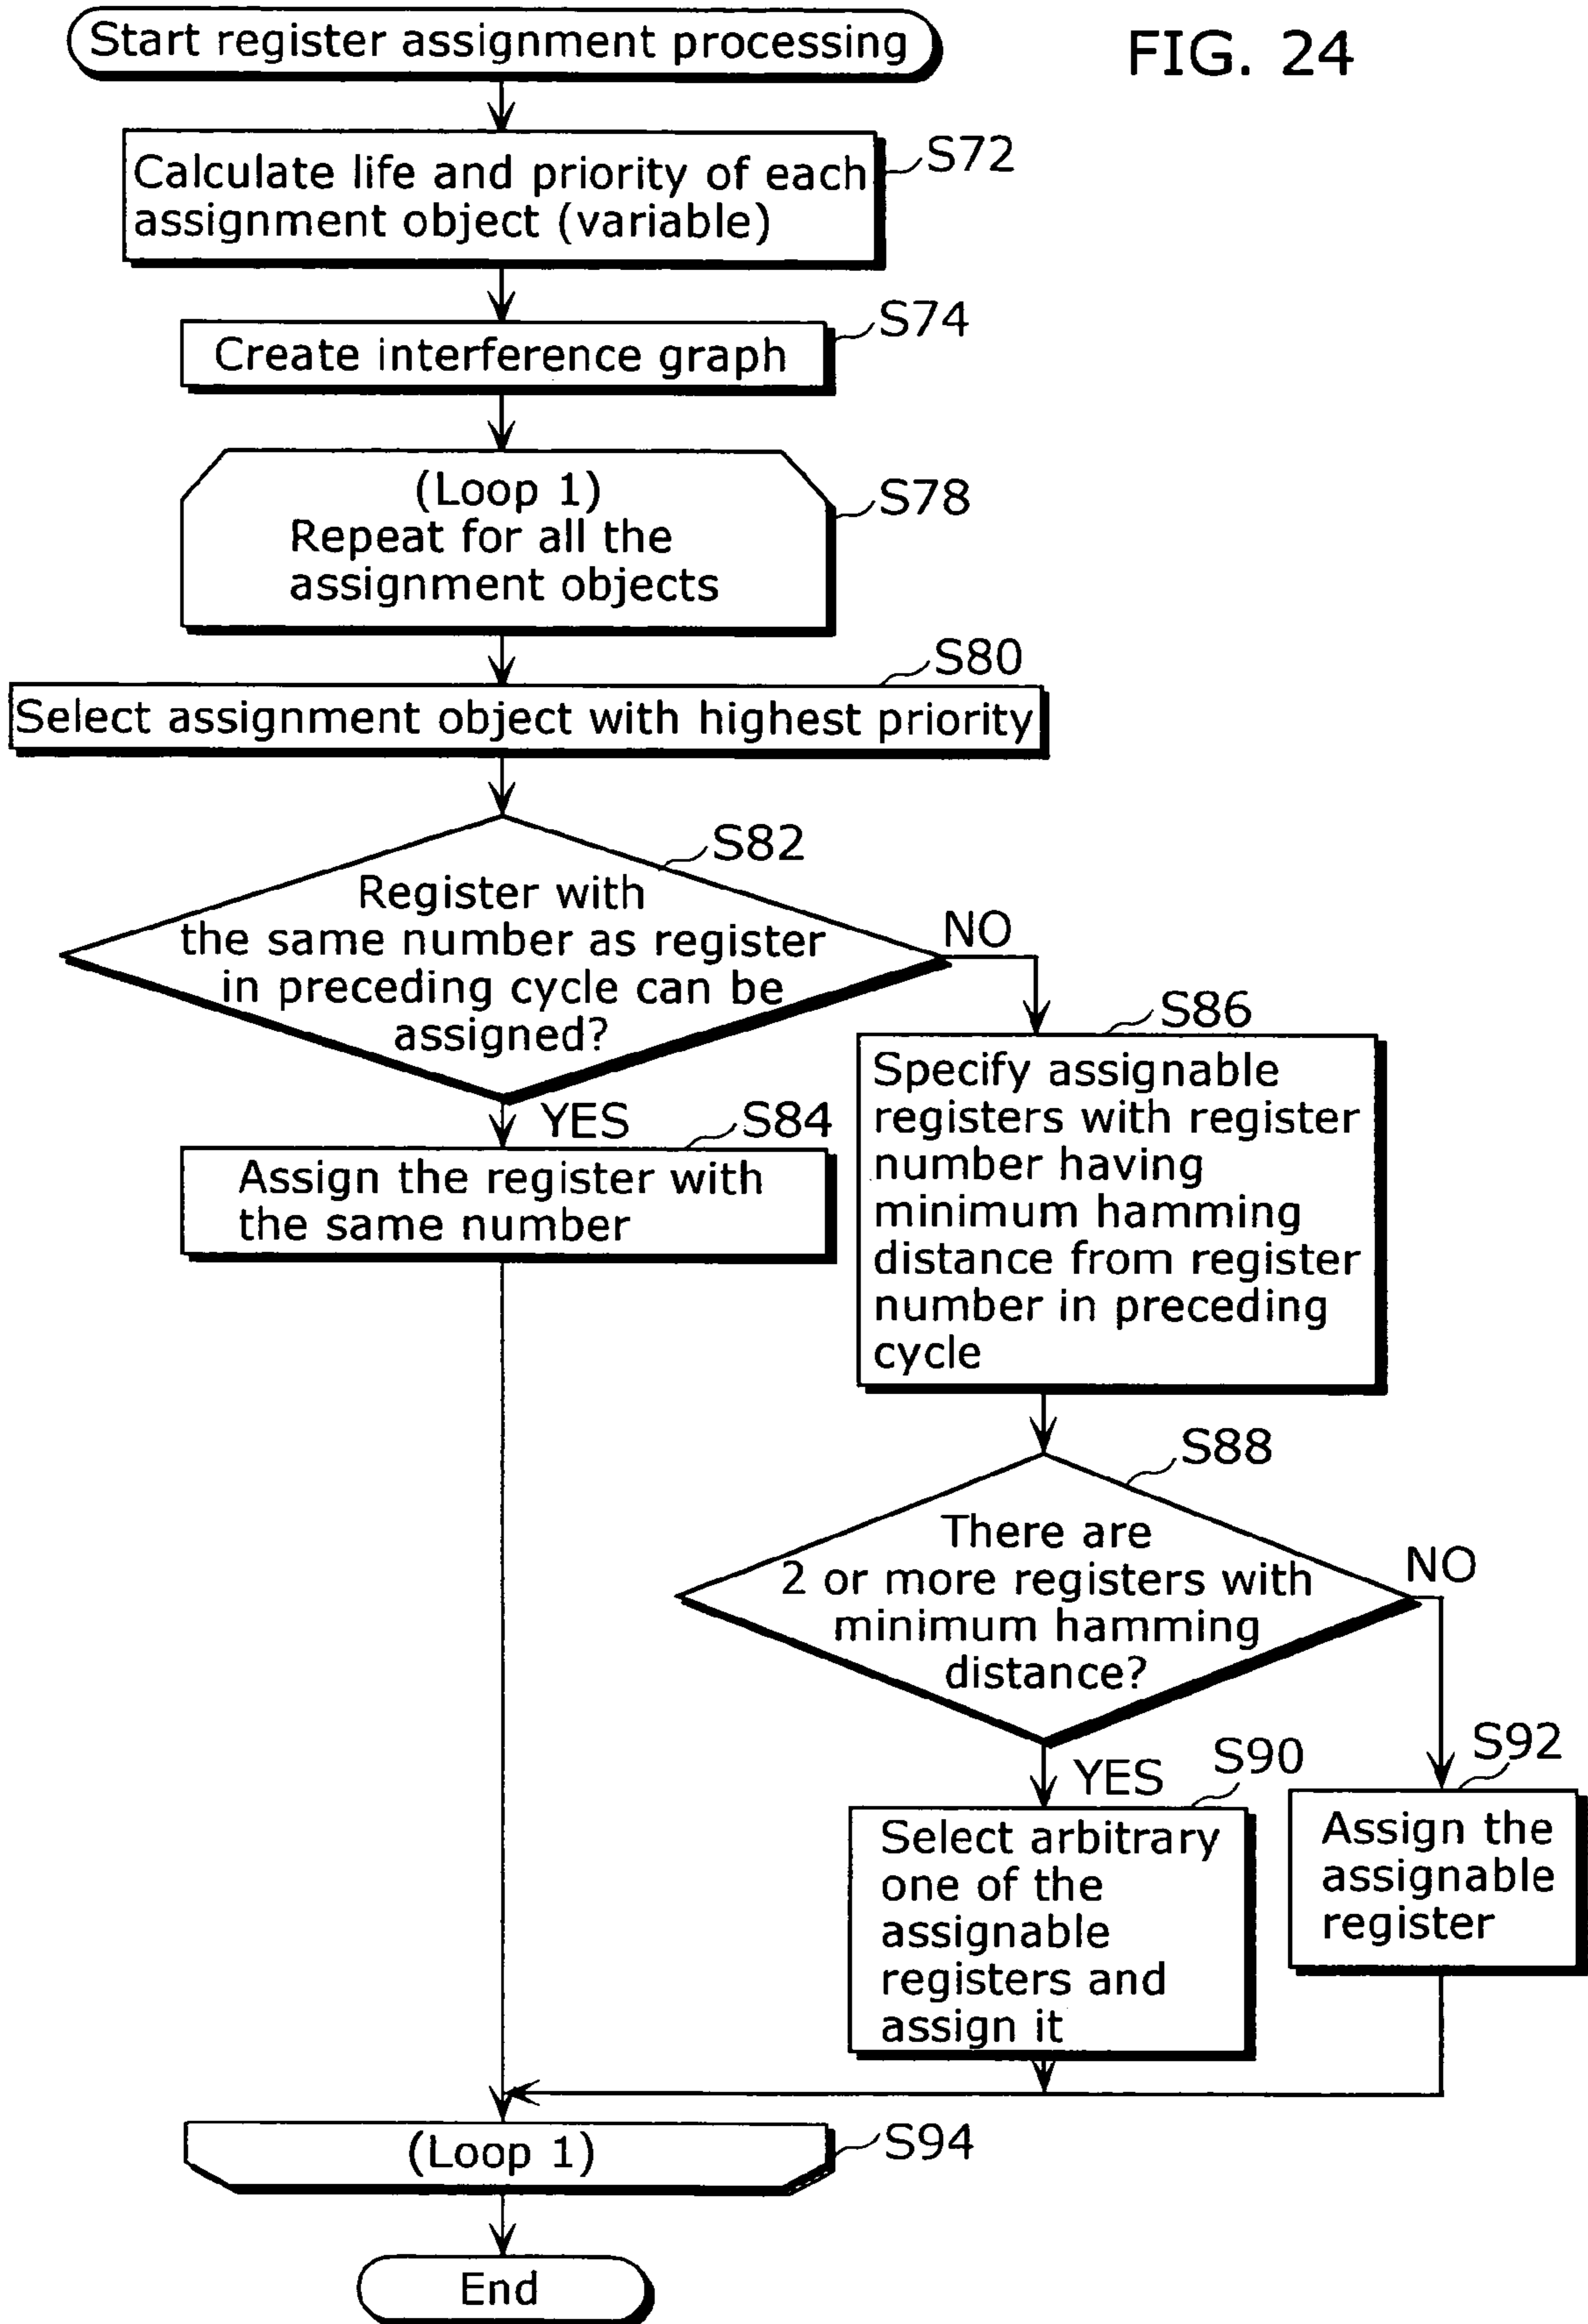 Start register assignment processing
FIG. 24
Calculate life and priority of each
assignment object (variable)
S72
Create interference graph
S74
(Loop 1)
Repeat for all the
assignment objects
S78
S80
Select assignment object with highest priority
S82
Register with
the same number as register
in preceding cycle can be
assigned?
NO
YES
S84
Assign the register with
the same number
S86
Specify assignable
registers with register
number having
minimum hamming
distance from register
number in preceding
cycle
S88
There are
2 or more registers with
minimum hamming
distance?
NO
YES
S90
Select arbitrary
one of the
assignable
registers and
assign it
S92
Assign the
assignable
register
(Loop 1)
S94
End